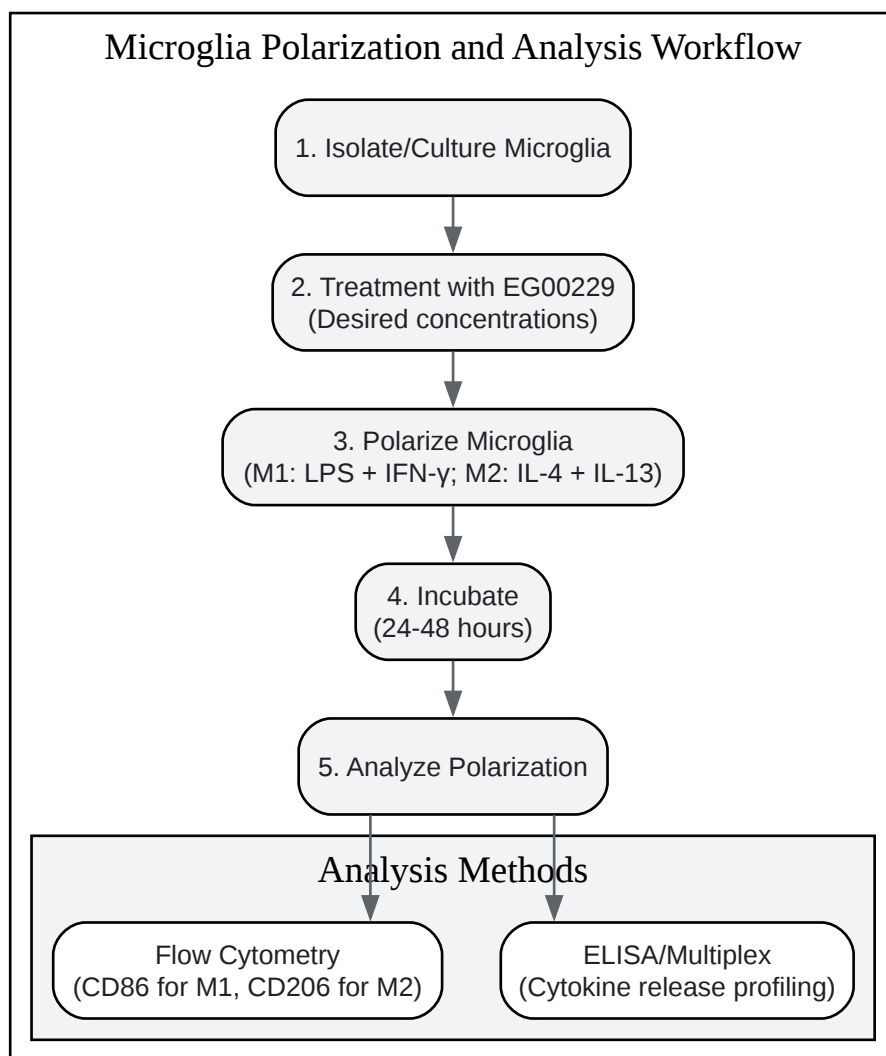 Microglia Polarization and Analysis Workflow
1. Isolate/Culture Microglia
2. Treatment with EG00229
(Desired concentrations)
3. Polarize Microglia
(M1: LPS + IFN-γ; M2: IL-4 + IL-13)
4. Incubate
(24-48 hours)
5. Analyze Polarization
Analysis Methods
Flow Cytometry
(CD86 for M1, CD206 for M2)
ELISA/Multiplex
(Cytokine release profiling)